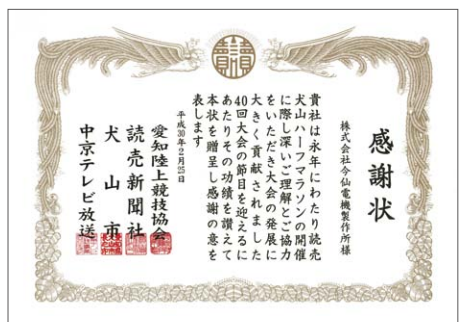 讀賣
感謝状
株式会社今仙電機製作所様
貴社は永年にわたり読売
犬山ハーフマラソンの開催
に際し深いご理解とご協力
をいただき大会の発展に
大きく貢献されました
40回大会の節目を迎えるに
あたりその功績を讃えて
本状を贈呈し感謝の意を
表します
平成30年2月25日
愛知陸上競技協会
読売新聞社
犬山市
中京テレビ放送